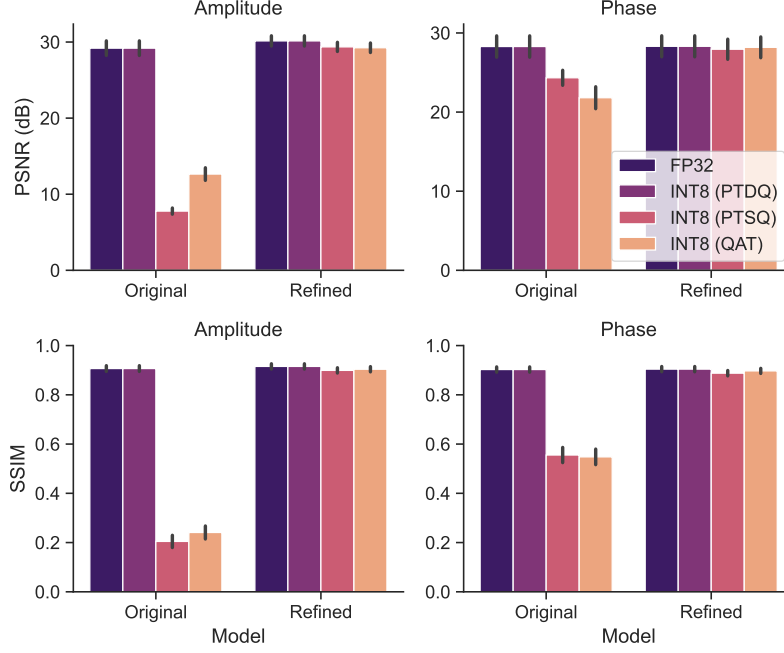 Amplitude
Phase
PSNR (dB)
30
20
10
0
Original
Refined
30
20
10
0
Original
Refined
FP32
INT8 (PTDQ)
INT8 (PTSQ)
INT8 (QAT)
Amplitude
Phase
SSIM
1.0
0.8
0.6
0.4
0.2
0.0
Original
Refined
Model
1.0
0.8
0.6
0.4
0.2
0.0
Original
Refined
Model